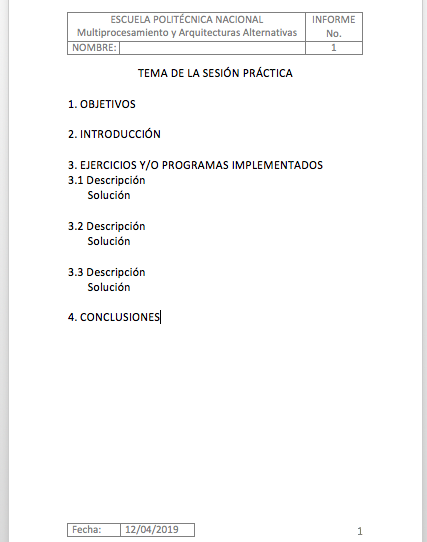 ESCUELA POLITÉCNICA NACIONAL
Multiprocesamiento y Arquitecturas Alternativas
INFORME
No.
NOMBRE:
1
TEMA DE LA SESIÓN PRÁCTICA
1. OBJETIVOS
2. INTRODUCCIÓN
3. EJERCICIOS Y/O PROGRAMAS IMPLEMENTADOS
3.1 Descripción
Solución
3.2 Descripción
Solución
3.3 Descripción
Solución
4. CONCLUSIONES
Fecha: 12/04/2019
1